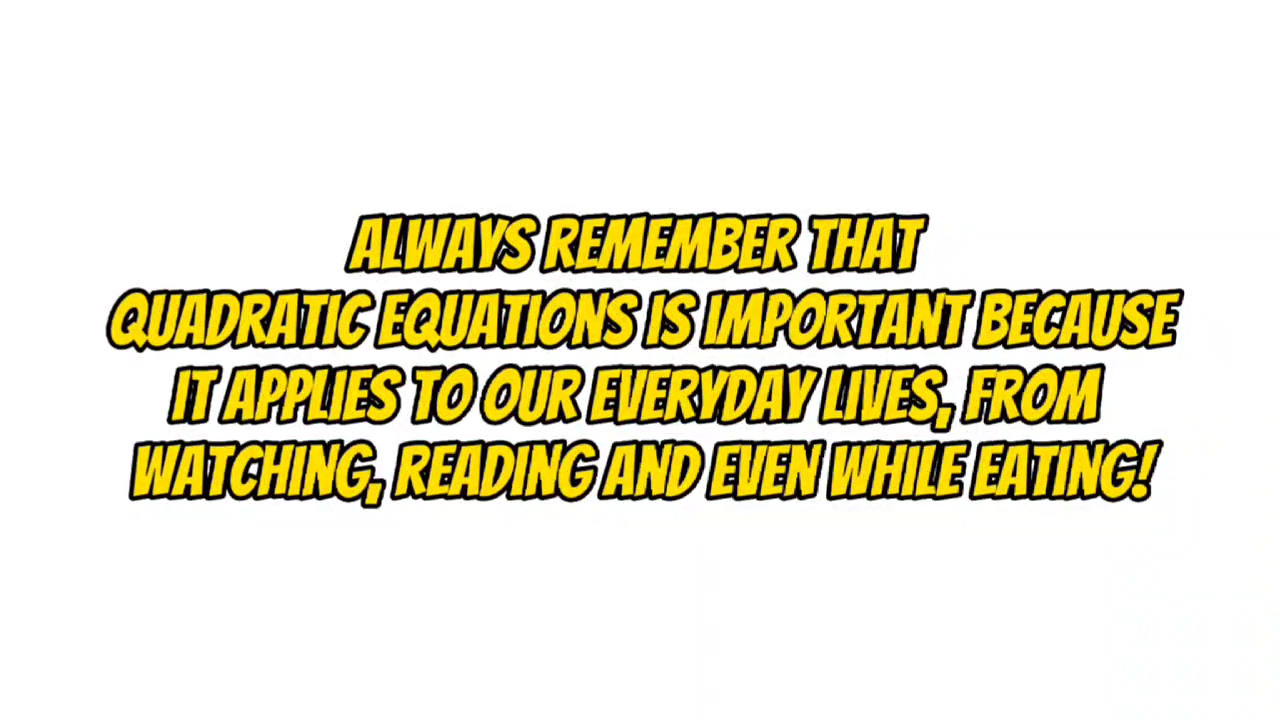 ALWAYS REMEMBER THAT
QUADRATIC EQUATIONS IS IMPORTANT BECAUSE
IT APPLIES TO OUR EVERYDAY LIVES, FROM
WATCHING, READING AND EVEN WHILE EATING!